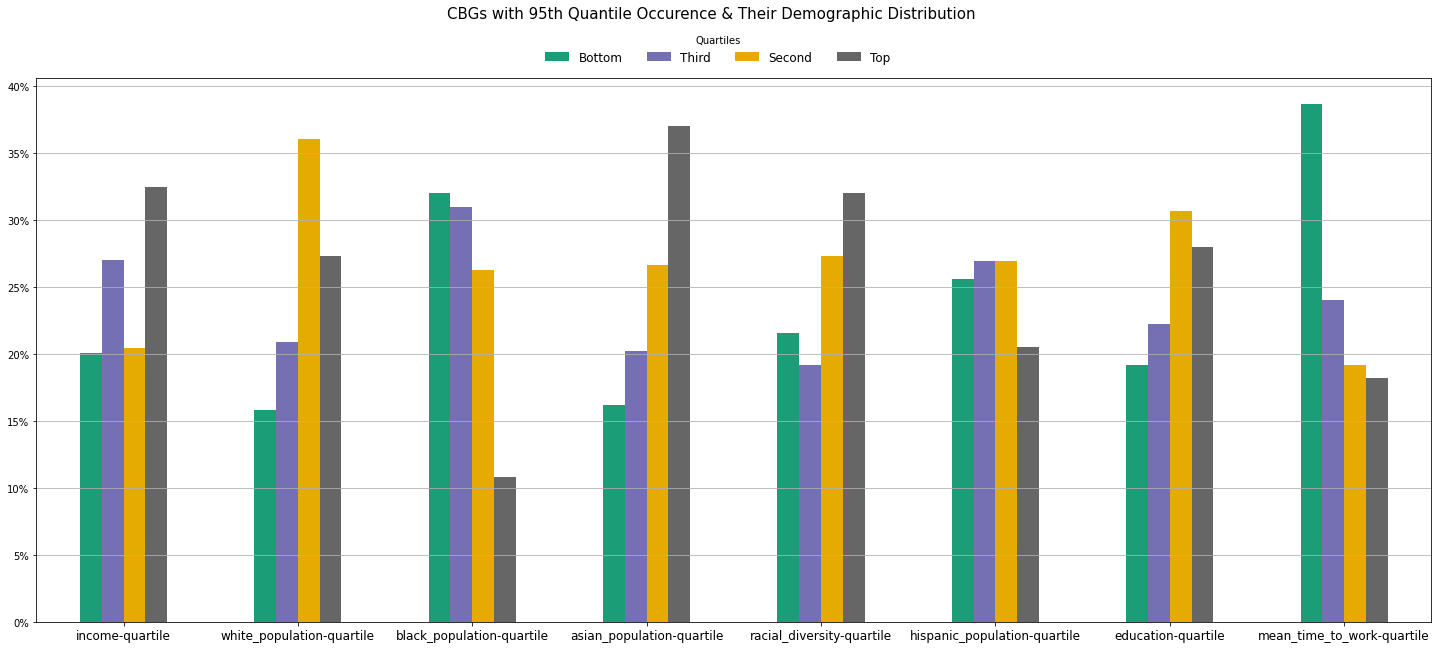 CBGs with 95th Quantile Occurence & Their Demographic Distribution
Quartiles
Bottom Third Second Top
40%
35%
30%
25%
20%
15%
10%
5%
0%
income-quartile white_population-quartile black_population-quartile asian_population-quartile racial_diversity-quartile hispanic_population-quartile education-quartile mean_time_to_work-quartile